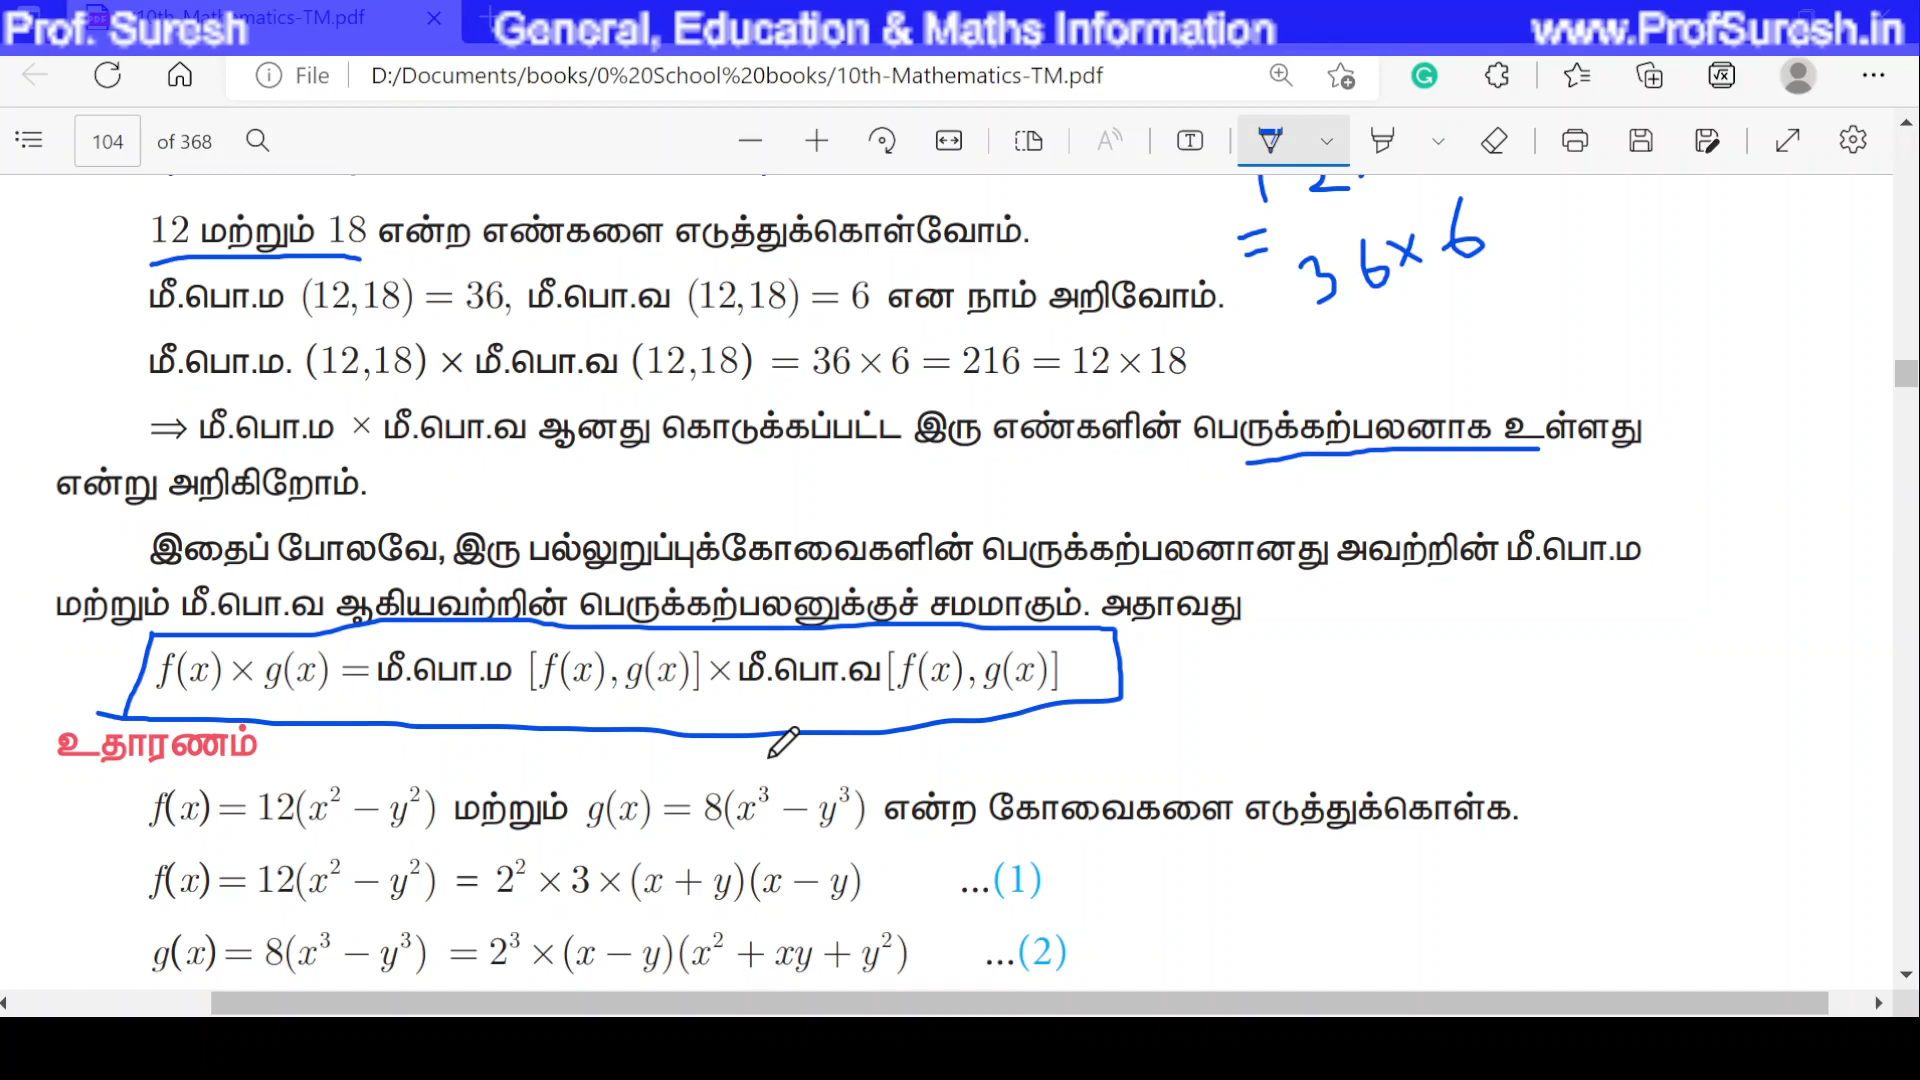 10th-Mathematics-TM.pdf
Prof. Suresh General, Education & Maths Information www.ProfSuresh.in
File D:/Documents/books/0%20School%20books/10th-Mathematics-TM.pdf
104 of 368
12 மற்றும் 18 என்ற எண்களை எடுத்துக்கொள்வோம்.
= 36 × 6
மீ.பொ.ம (12,18) = 36, மீ.பொ.வ (12,18) = 6 என நாம் அறிவோம்.
மீ.பொ.ம. (12,18) × மீ.பொ.வ (12,18) = 36 × 6 = 216 = 12 × 18
⇒ மீ.பொ.ம × மீ.பொ.வ ஆனது கொடுக்கப்பட்ட இரு எண்களின் பெருக்கற்பலனாக உள்ளது
என்று அறிகிறோம்.
இதைப் போலவே, இரு பல்லுறுப்புக்கோவைகளின் பெருக்கற்பலனானது அவற்றின் மீ.பொ.ம
மற்றும் மீ.பொ.வ ஆகியவற்றின் பெருக்கற்பலனுக்குச் சமமாகும். அதாவது
f(x) × g(x) = மீ.பொ.ம [f(x), g(x)] × மீ.பொ.வ [f(x), g(x)]
உதாரணம்
f(x) = 12(x² − y²) மற்றும் g(x) = 8(x³ − y³) என்ற கோவைகளை எடுத்துக்கொள்க.
f(x) = 12(x² − y²) = 2² × 3 × (x + y)(x − y) ...(1)
g(x) = 8(x³ − y³) = 2³ × (x − y)(x² + xy + y²) ...(2)